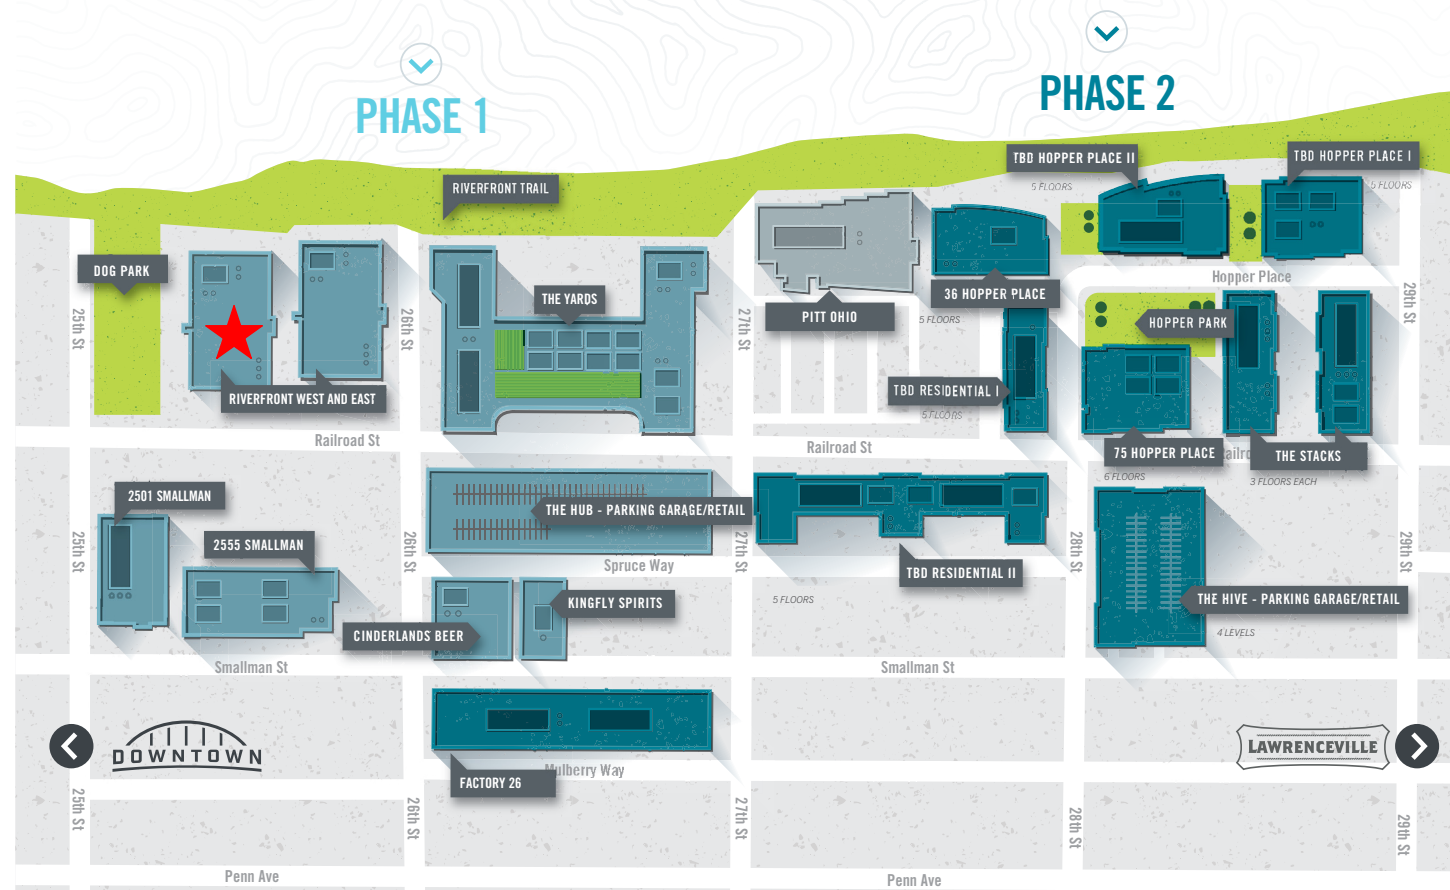 PHASE 1
PHASE 2
TBD HOPPER PLACE II
TBD HOPPER PLACE I
5 FLOORS
5 FLOORS
RIVERFRONT TRAIL
DOG PARK
Hopper Place
THE YARDS
36 HOPPER PLACE
PITT OHIO
5 FLOORS
HOPPER PARK
25th St
26th St
27th St
29th St
RIVERFRONT WEST AND EAST
TBD RESIDENTIAL I
5 FLOORS
Railroad St
Railroad St
75 HOPPER PLACE
THE STACKS
6 FLOORS
3 FLOORS EACH
2501 SMALLMAN
THE HUB - PARKING GARAGE/RETAIL
2555 SMALLMAN
25th St
26th St
27th St
28th St
29th St
Spruce Way
TBD RESIDENTIAL II
5 FLOORS
KINGFLY SPIRITS
THE HIVE - PARKING GARAGE/RETAIL
CINDERLANDS BEER
4 LEVELS
Smallman St
Smallman St
DOWNTOWN
LAWRENCEVILLE
Mulberry Way
FACTORY 26
25th St
26th St
27th St
28th St
29th St
Penn Ave
Penn Ave